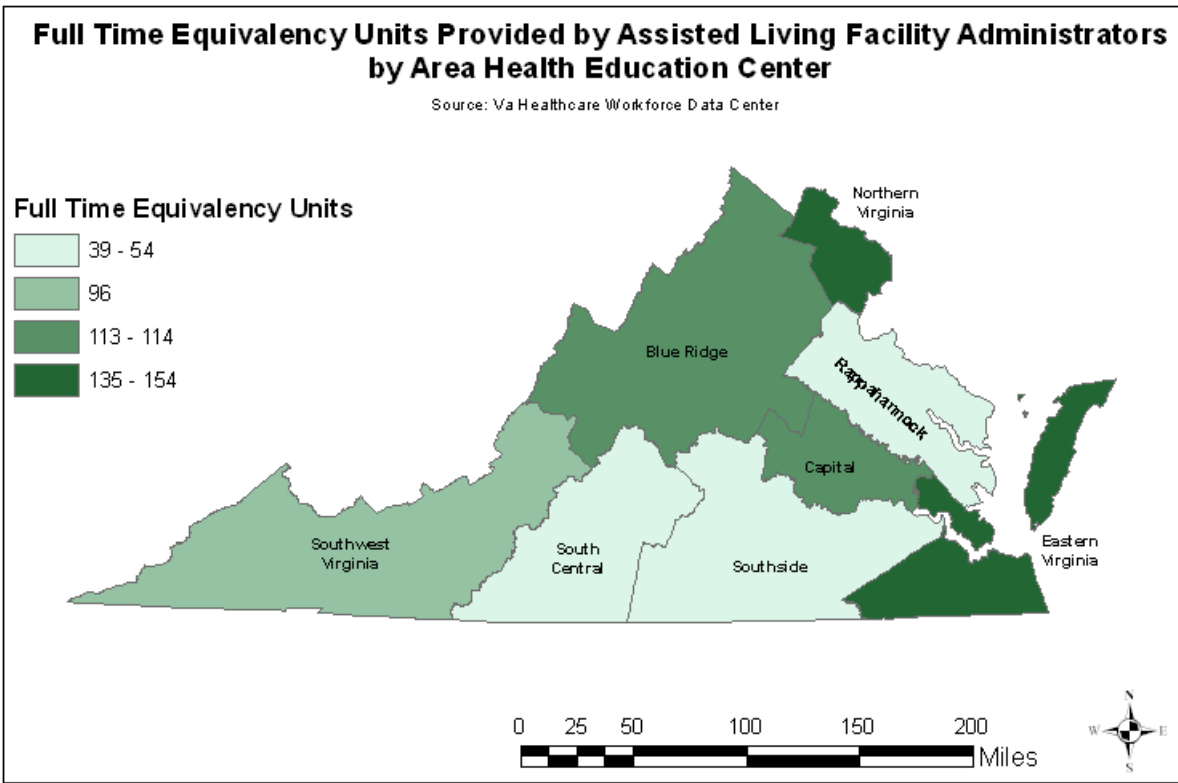 Full Time Equivalency Units Provided by Assisted Living Facility Administrators
by Area Health Education Center
Source: Va Healthcare Workforce Data Center
Full Time Equivalency Units
39 - 54
96
113 - 114
135 - 154
Northern
Virginia
Blue Ridge
Rappahannock
Capital
Southwest
Virginia
South
Central
Southside
Eastern
Virginia
0 25 50 100 150 200
Miles
N
W E
S